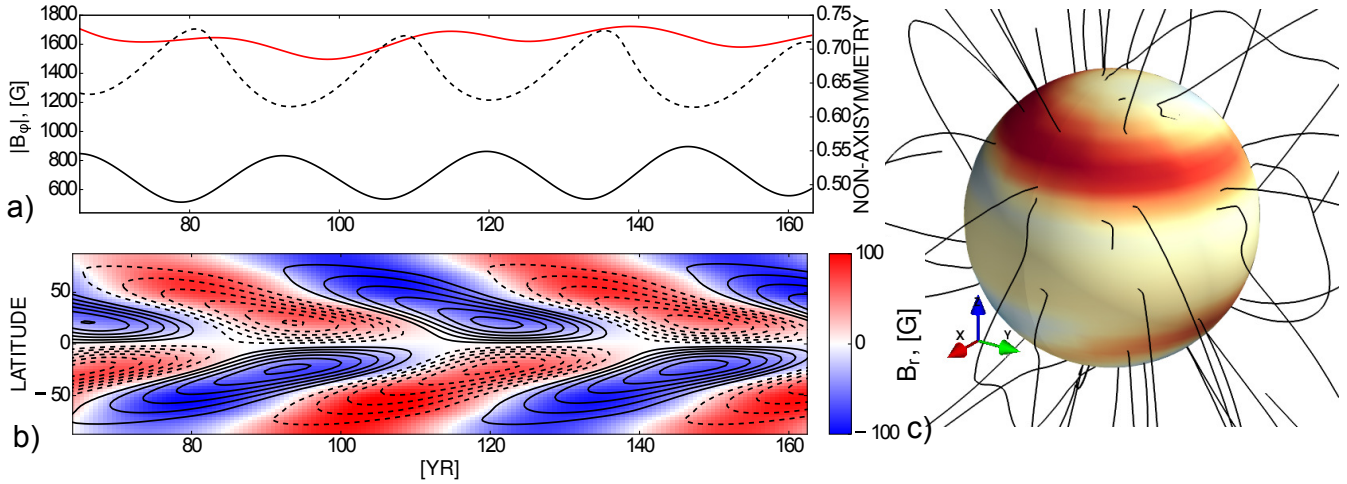 1800
1600
1400
1200
1000
800
600
|Bφ|, [G]
0.75
0.70
0.65
0.60
0.55
0.50
NON-AXISYMMETRY
80 100 120 140 160
a)
50
0
−50
LATITUDE
100
0
−100
Br, [G]
80 100 120 140 160
[YR]
b)
Z
X
Y
c)